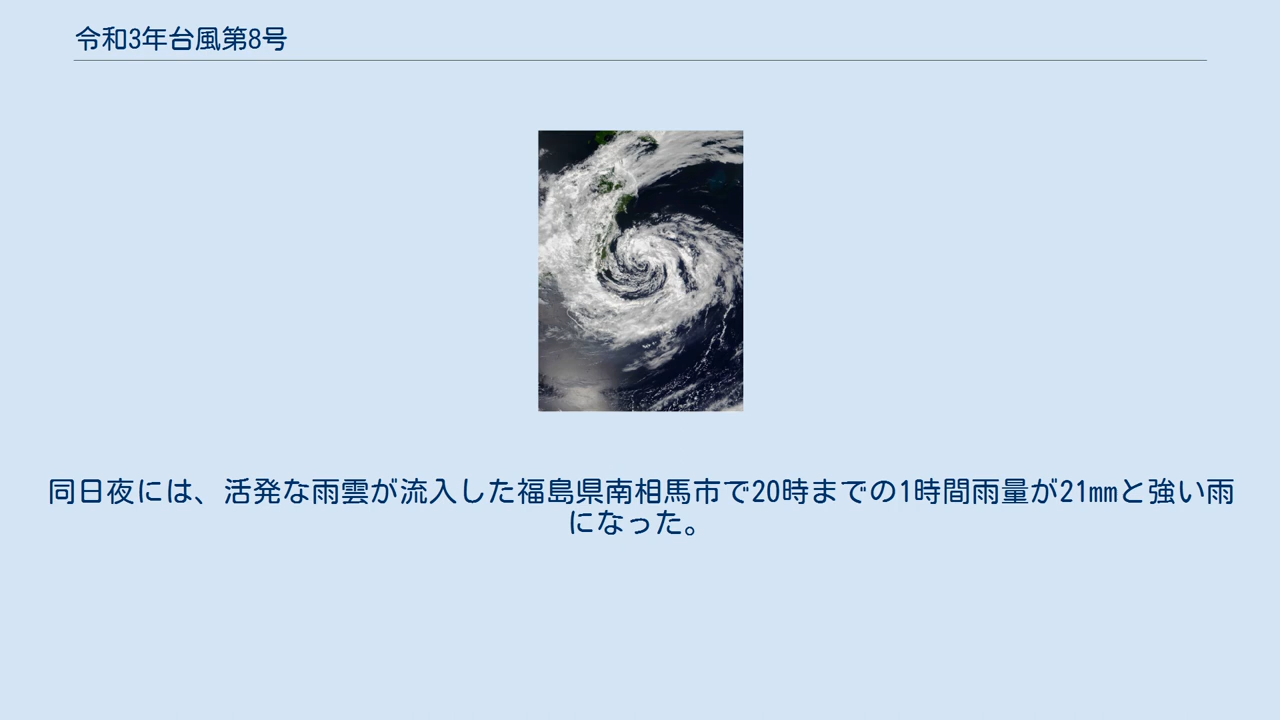 令和3年台風第8号
同日夜には、活発な雨雲が流入した福島県南相馬市で20時までの1時間雨量が21mmと強い雨
になった。